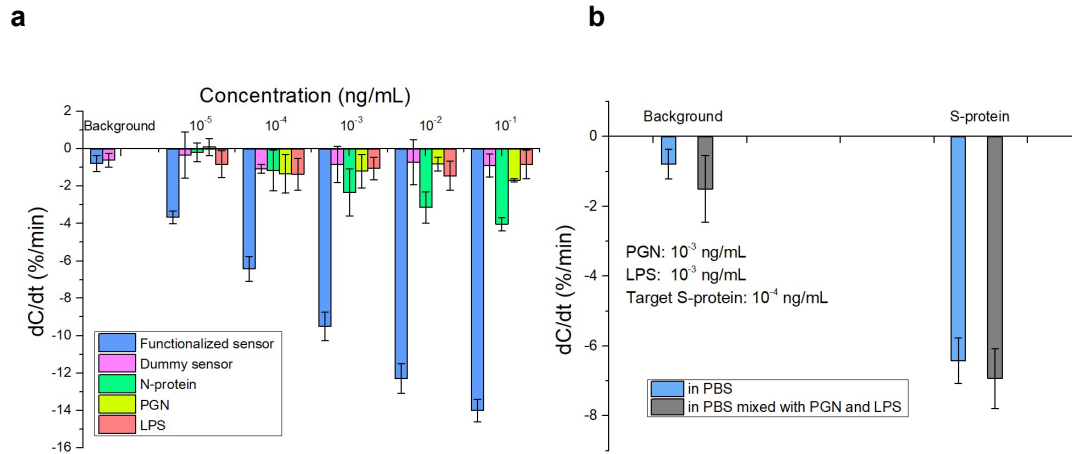 a
b
Concentration (ng/mL)
Background 10⁻⁵ 10⁻⁴ 10⁻³ 10⁻² 10⁻¹
2
0
-2
-4
-6
-8
-10
-12
-14
-16
dC/dt (%/min)
Functionalized sensor
Dummy sensor
N-protein
PGN
LPS
Background S-protein
0
-2
-4
-6
-8
dC/dt (%/min)
PGN: 10⁻³ ng/mL
LPS: 10⁻³ ng/mL
Target S-protein: 10⁻⁴ ng/mL
in PBS
in PBS mixed with PGN and LPS